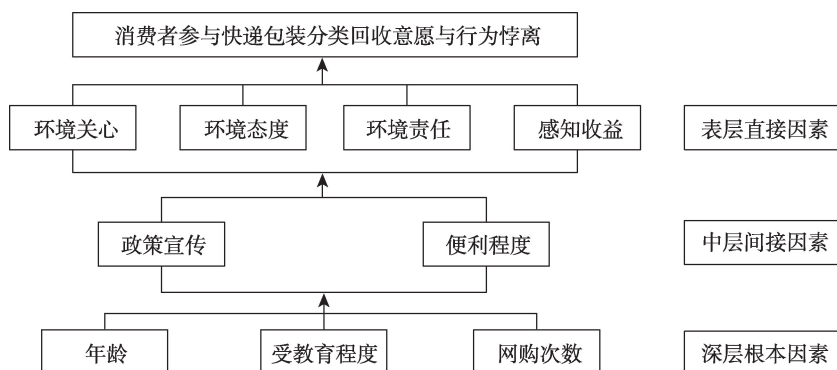 消费者参与快递包装分类回收意愿与行为悖离
环境关心 环境态度 环境责任 感知收益 表层直接因素
政策宣传 便利程度 中层间接因素
年龄 受教育程度 网购次数 深层根本因素